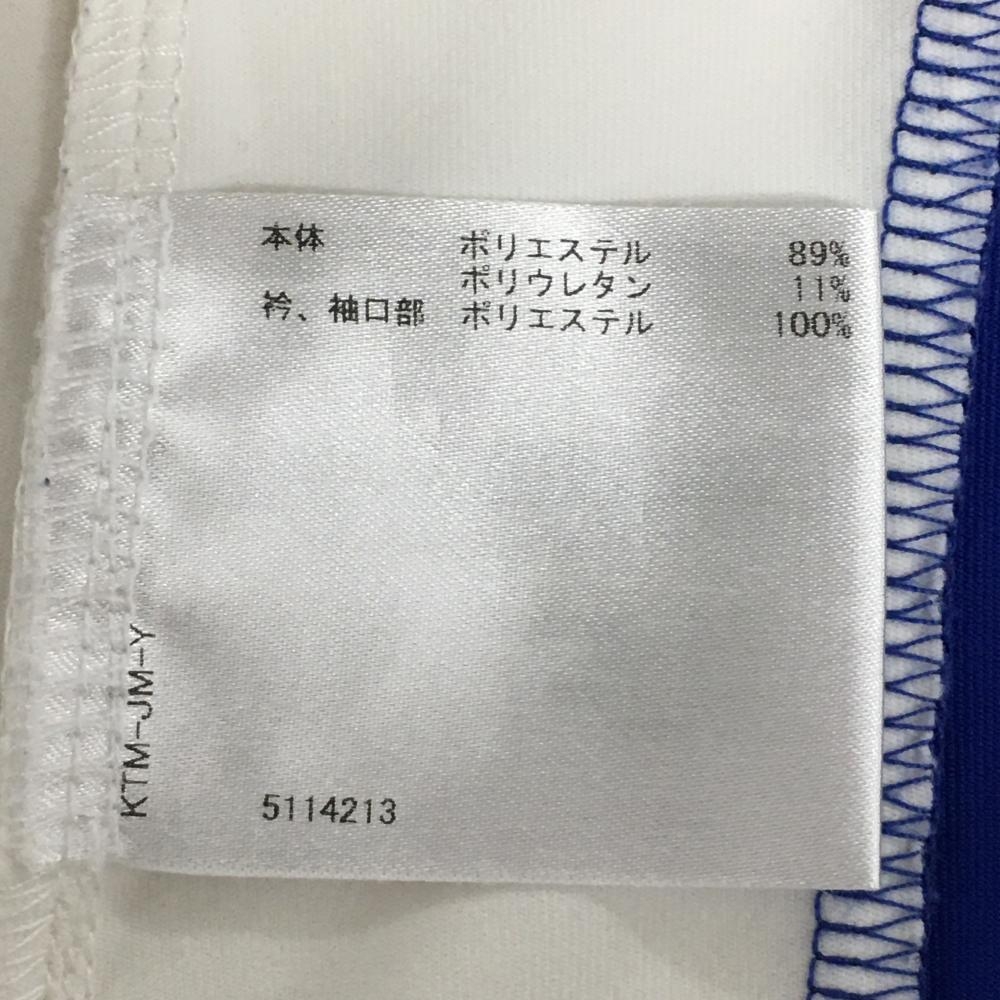 本体 ポリエステル 89%
ポリウレタン 11%
衿、袖口部 ポリエステル 100%
KTM-JM-Y
5114213